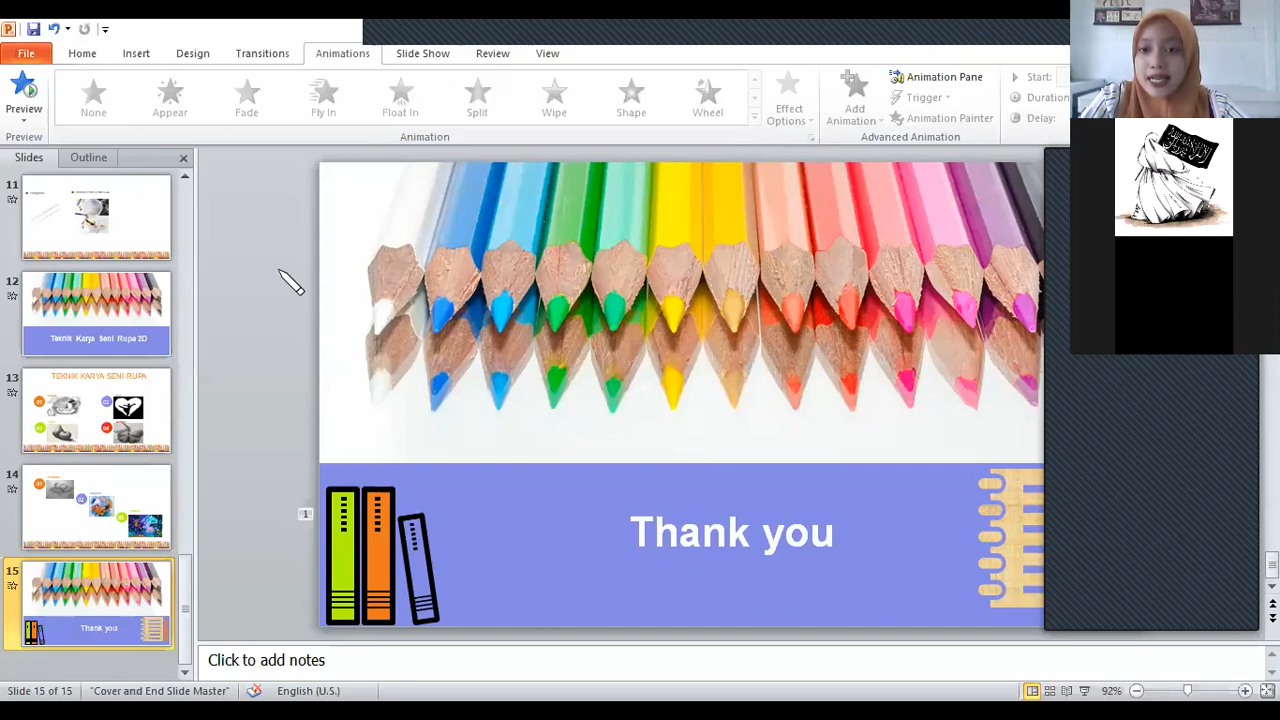 File Home Insert Design Transitions Animations Slide Show Review View
Preview
None Appear Fade Fly In Float In Split Wipe Shape Wheel
Effect Options
Add Animation
Animation Pane
Trigger
Animation Painter
Start:
Duration
Delay:
Preview Animation Advanced Animation
Slides Outline
11
12
Teknik Karya Seni Rupa 2D
13
TEKNIK KARYA SENI RUPA
14
15
Thank you
1
Thank you
Click to add notes
Slide 15 of 15 "Cover and End Slide Master" English (U.S.) 92%